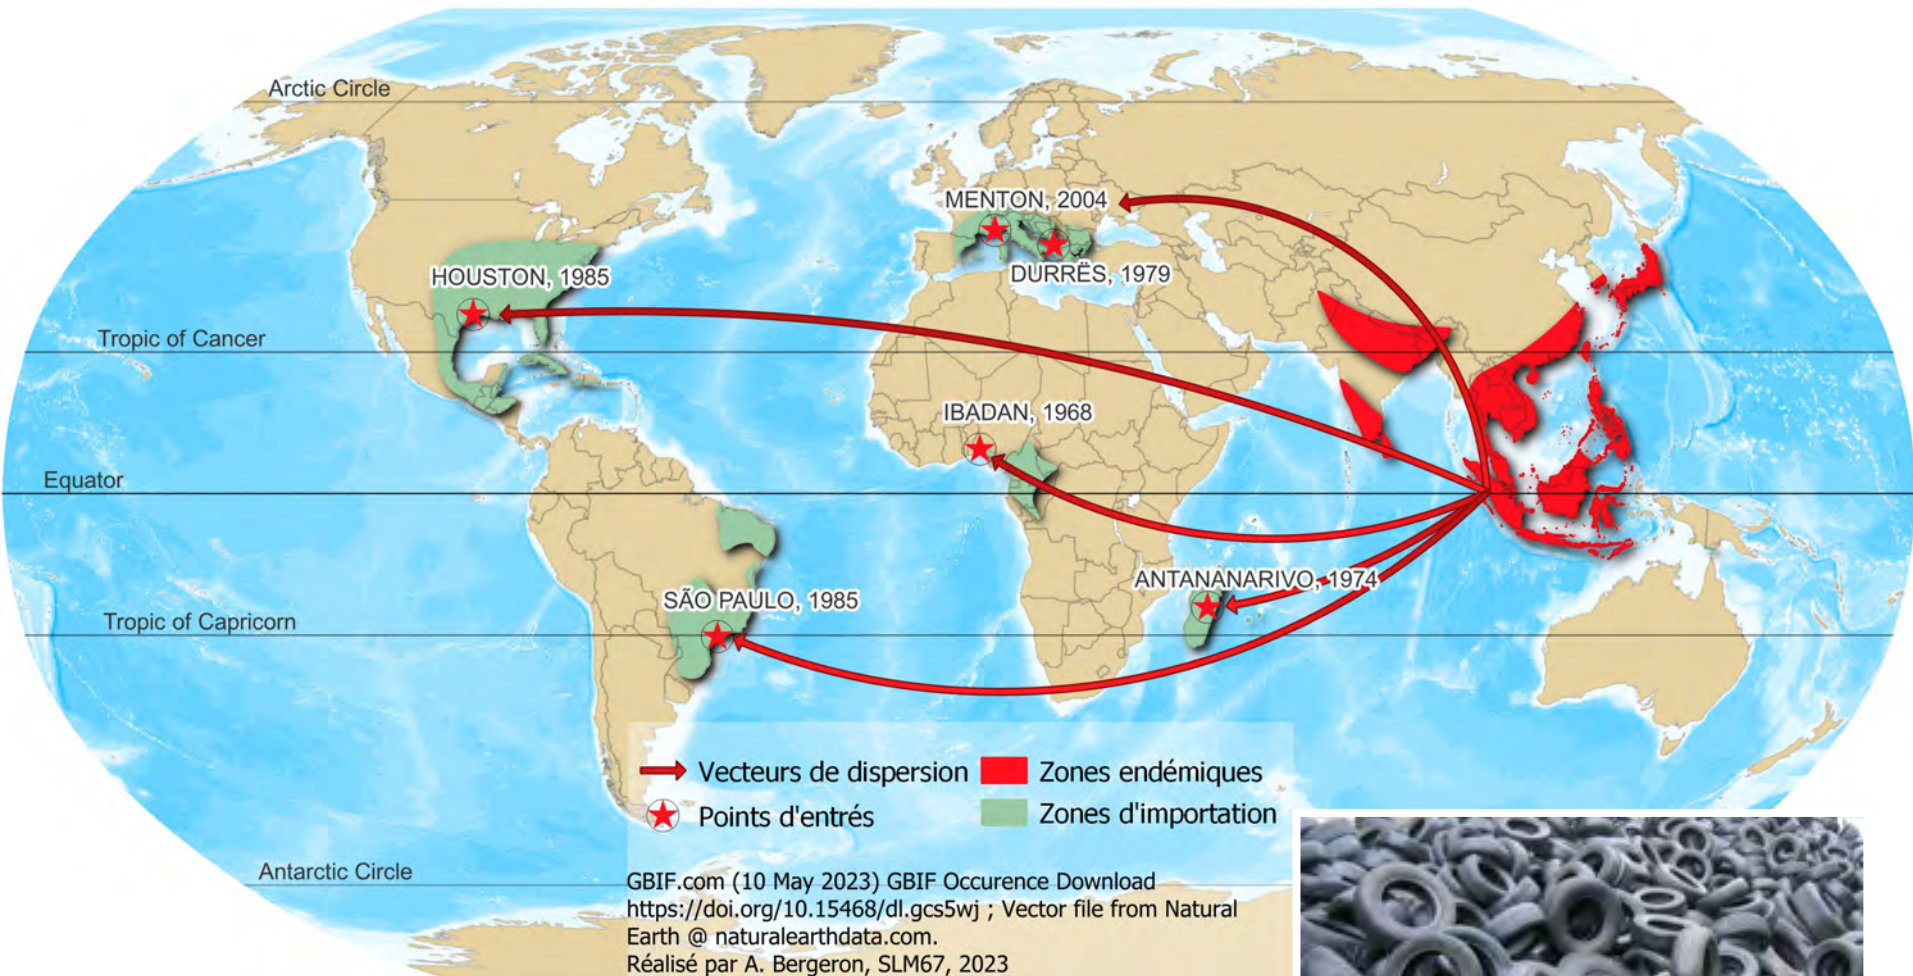 Arctic Circle
MENTON, 2004
HOUSTON, 1985
DURRËS, 1979
Tropic of Cancer
IBADAN, 1968
Equator
ANTANANARIVO, 1974
SÃO PAULO, 1985
Tropic of Capricorn
Vecteurs de dispersion
Zones endémiques
Points d'entrés
Zones d'importation
Antarctic Circle
GBIF.com (10 May 2023) GBIF Occurence Download
https://doi.org/10.15468/dl.gcs5wj ; Vector file from Natural
Earth @ naturalearthdata.com.
Réalisé par A. Bergeron, SLM67, 2023